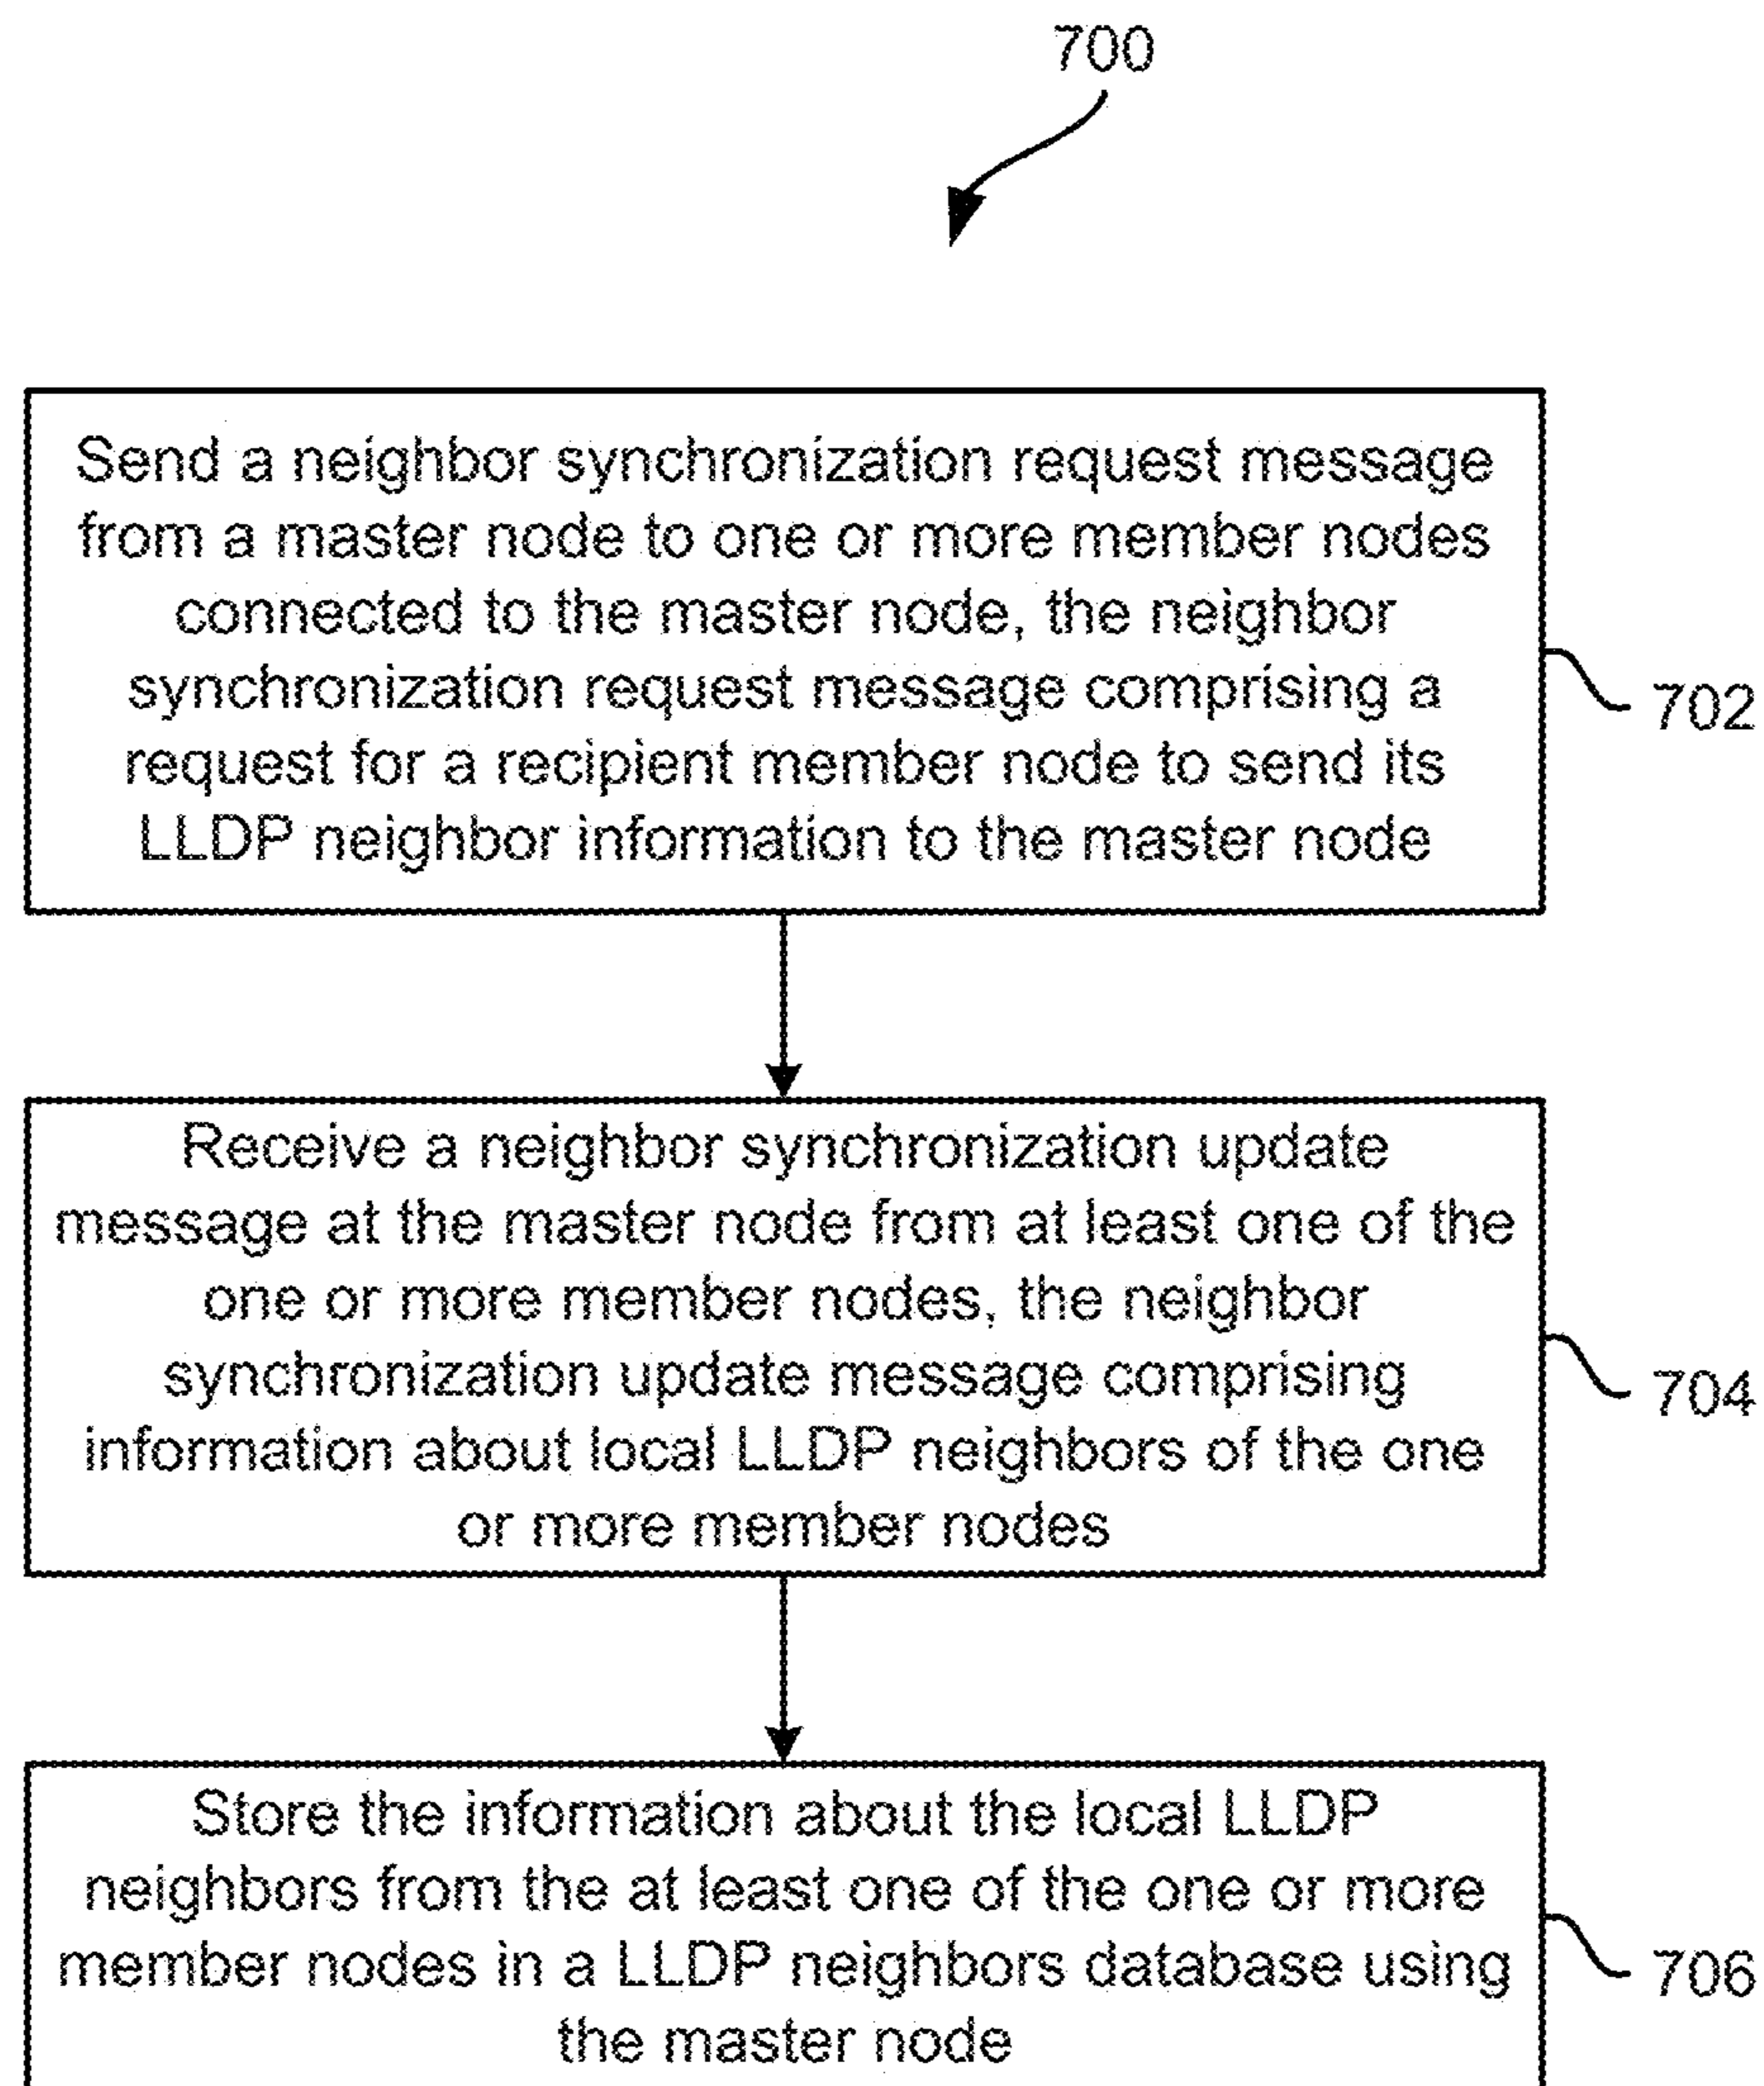 700
Send a neighbor synchronization request message
from a master node to one or more member nodes
connected to the master node, the neighbor
synchronization request message comprising a
request for a recipient member node to send its
LLDP neighbor information to the master node
702
Receive a neighbor synchronization update
message at the master node from at least one of the
one or more member nodes, the neighbor
synchronization update message comprising
information about local LLDP neighbors of the one
or more member nodes
704
Store the information about the local LLDP
neighbors from the at least one of the one or more
member nodes in a LLDP neighbors database using
the master node
706